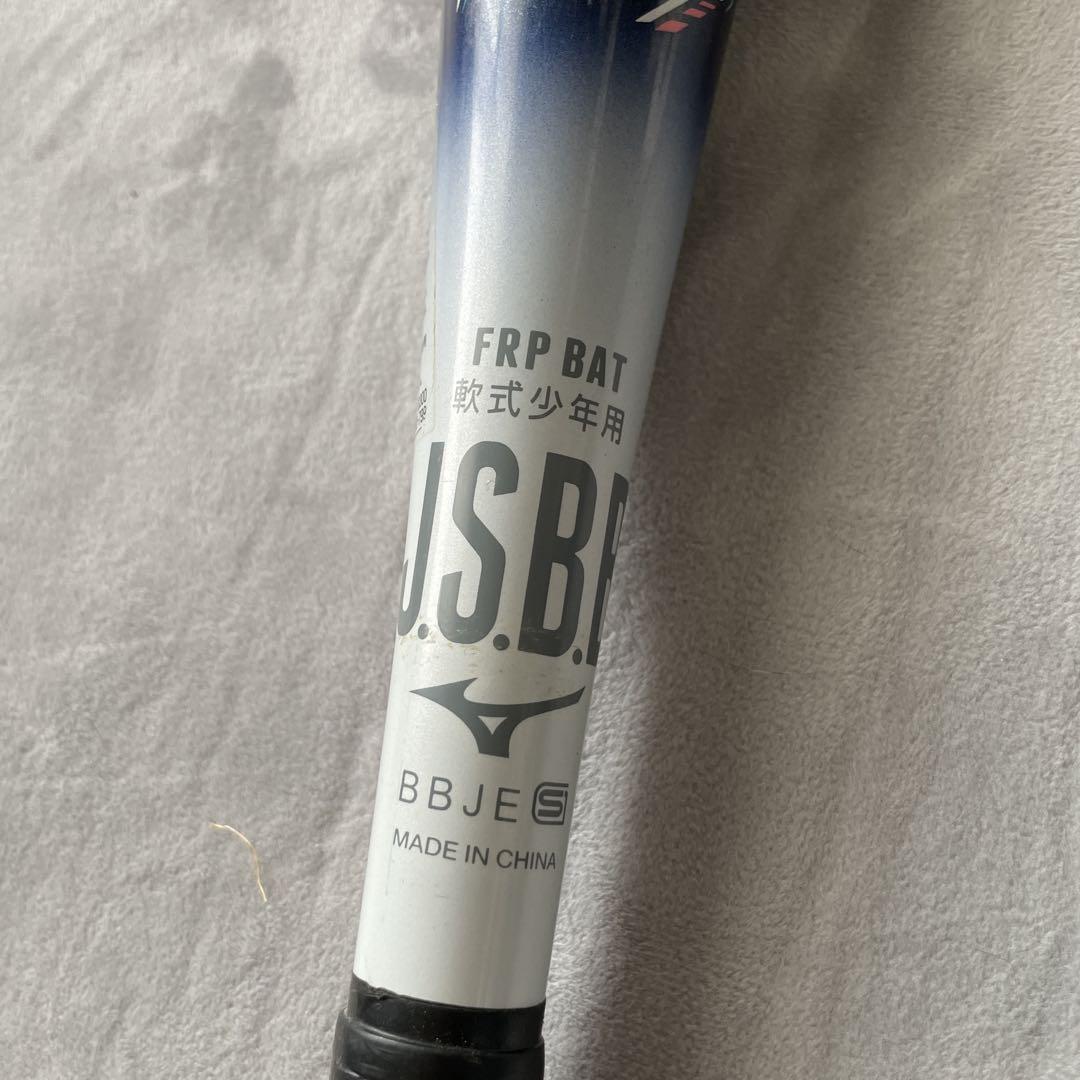 FRP BAT
軟式少年用
J.S.B.B
BBJE S
MADE IN CHINA